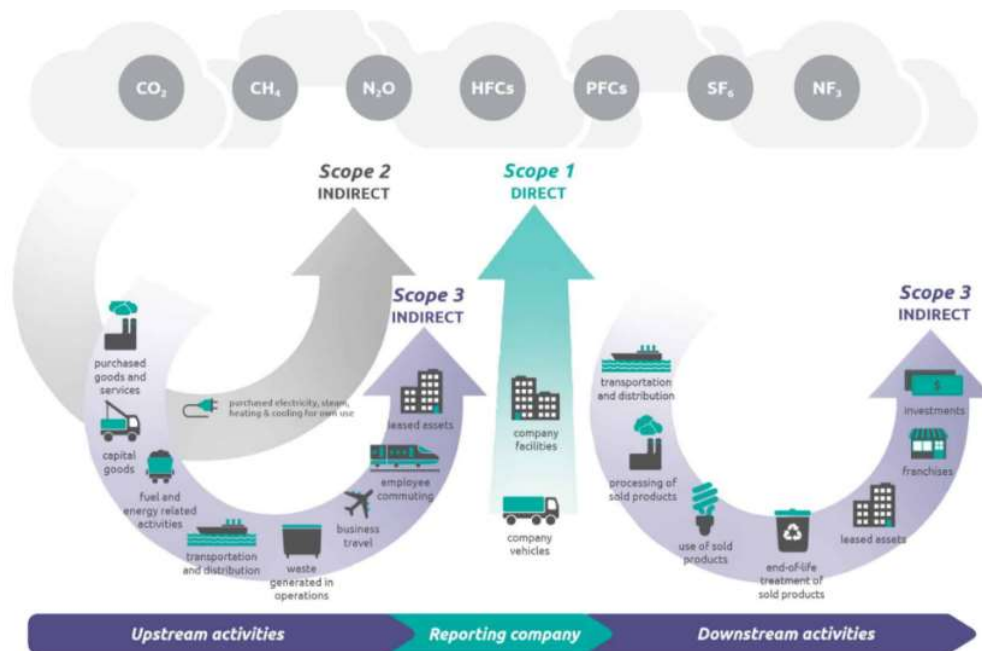 CO₂
CH₄
N₂O
HFCs
PFCs
SF₆
NF₃
Scope 2
INDIRECT
Scope 1
DIRECT
Scope 3
INDIRECT
Scope 3
INDIRECT
purchased
goods and
services
capital
goods
fuel and
energy related
activities
transportation
and distribution
waste
generated in
operations
business
travel
employee
commuting
leased assets
purchased electricity, steam,
heating & cooling for own use
company
facilities
company
vehicles
transportation
and distribution
processing of
sold products
use of sold
products
end-of-life
treatment of
sold products
leased assets
franchises
$
investments
Upstream activities
Reporting company
Downstream activities